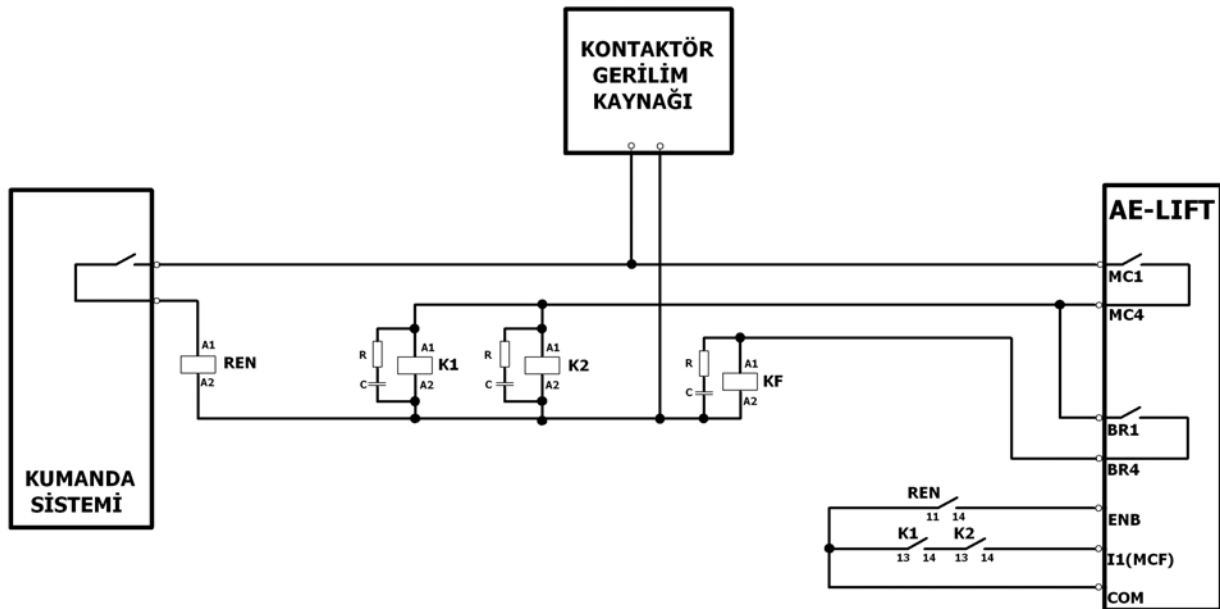 KONTAKTÖR
GERİLİM
KAYNAĞI
AE-LIFT
MC1
MC4
A1
REN
A2
R
C
A1
K1
A2
R
C
A1
K2
A2
R
C
A1
KF
A2
BR1
BR4
KUMANDA
SİSTEMİ
REN
11 14
ENB
K1 K2
13 14 13 14
I1(MCF)
COM